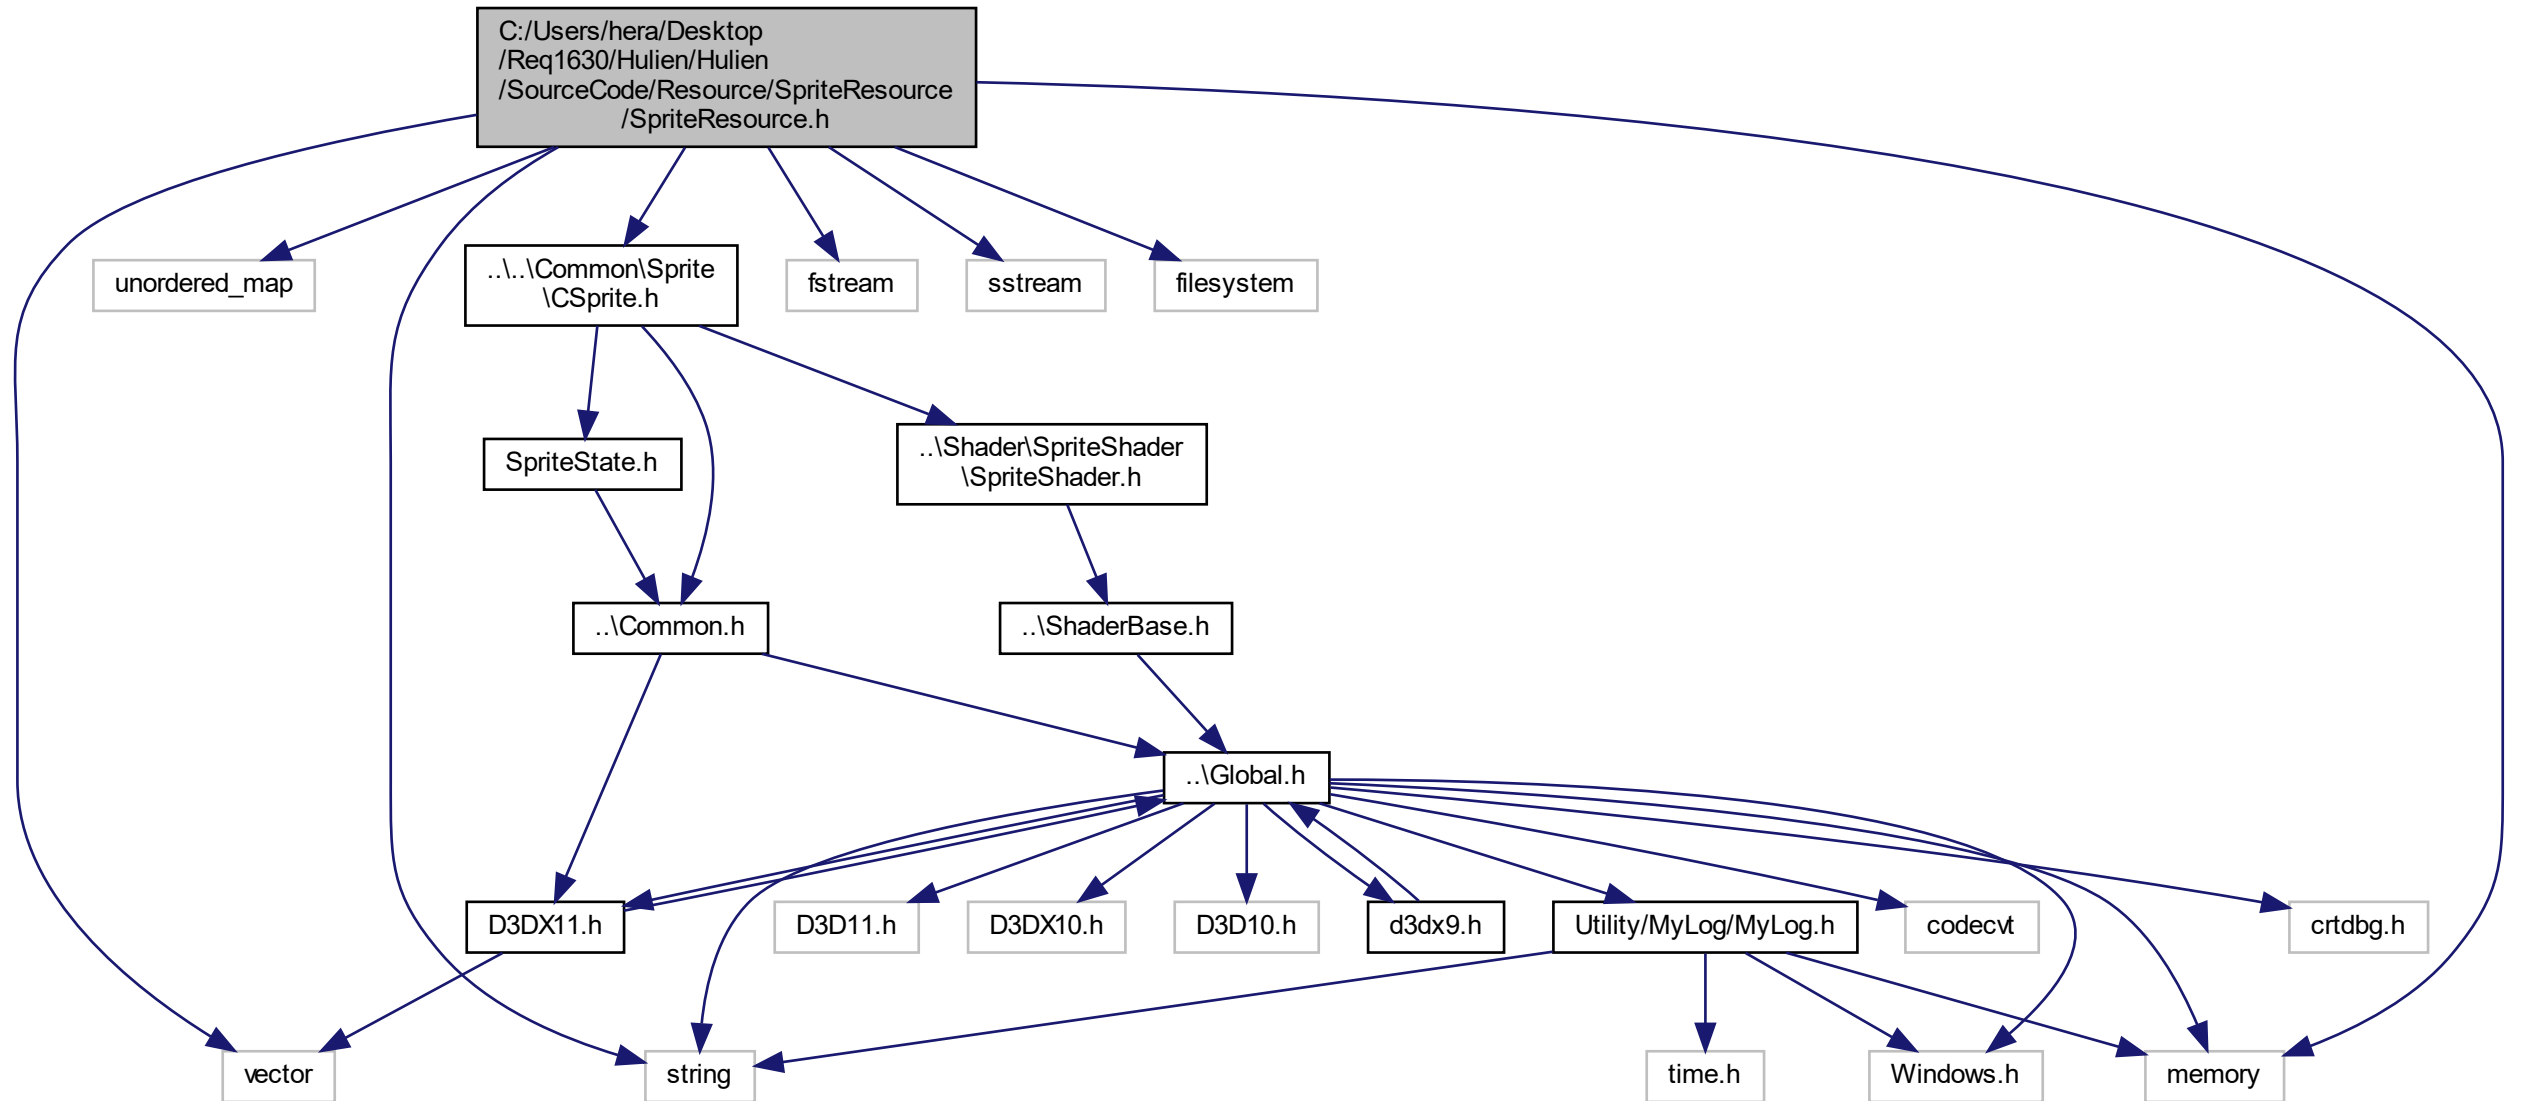 C:/Users/hera/Desktop
/Req1630/Hulien/Hulien
/SourceCode/Resource/SpriteResource
/SpriteResource.h
unordered_map
..\..\Common\Sprite
\CSprite.h
fstream
sstream
filesystem
SpriteState.h
..\Shader\SpriteShader
\SpriteShader.h
..\Common.h
..\ShaderBase.h
..\Global.h
D3DX11.h
D3D11.h
D3DX10.h
D3D10.h
d3dx9.h
Utility/MyLog/MyLog.h
codecvt
crtdbg.h
vector
string
time.h
Windows.h
memory